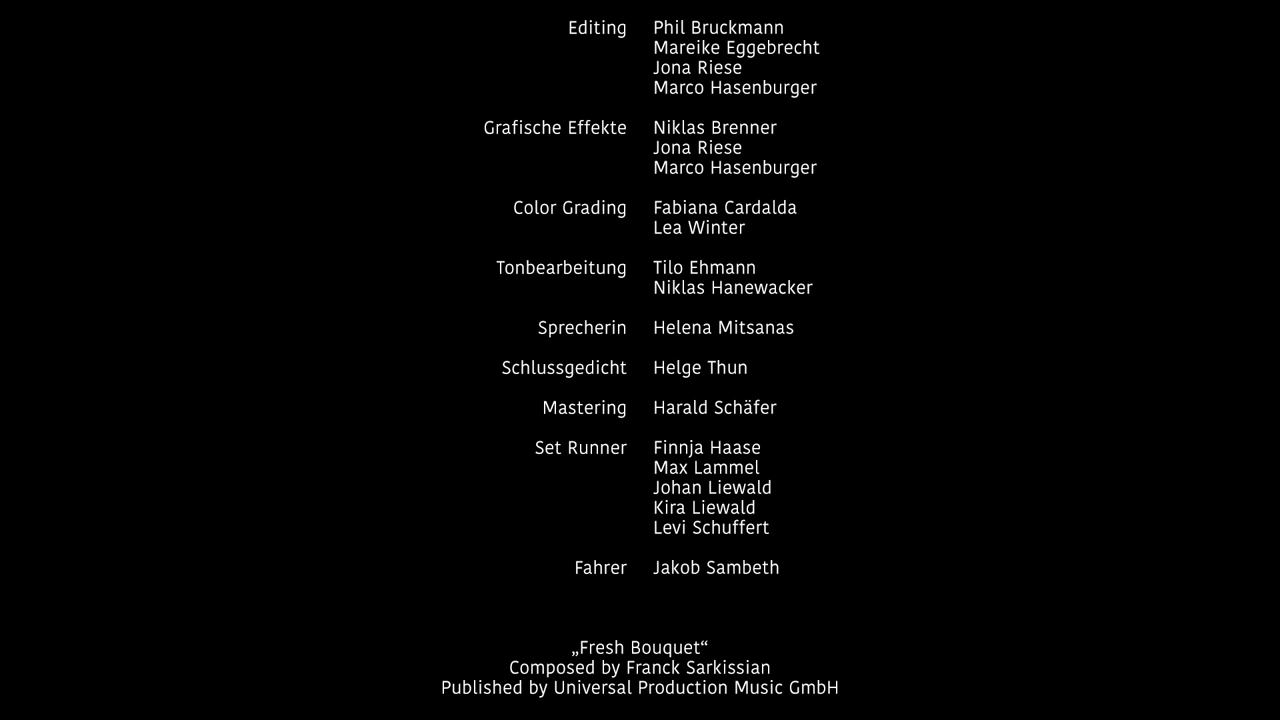 Editing Phil Bruckmann
Mareike Eggebrecht
Jona Riese
Marco Hasenburger
Grafische Effekte Niklas Brenner
Jona Riese
Marco Hasenburger
Color Grading Fabiana Cardalda
Lea Winter
Tonbearbeitung Tilo Ehmann
Niklas Hanewacker
Sprecherin Helena Mitsanas
Schlussgedicht Helge Thun
Mastering Harald Schäfer
Set Runner Finnja Haase
Max Lammel
Johan Liewald
Kira Liewald
Levi Schuffert
Fahrer Jakob Sambeth
„Fresh Bouquet“
Composed by Franck Sarkissian
Published by Universal Production Music GmbH